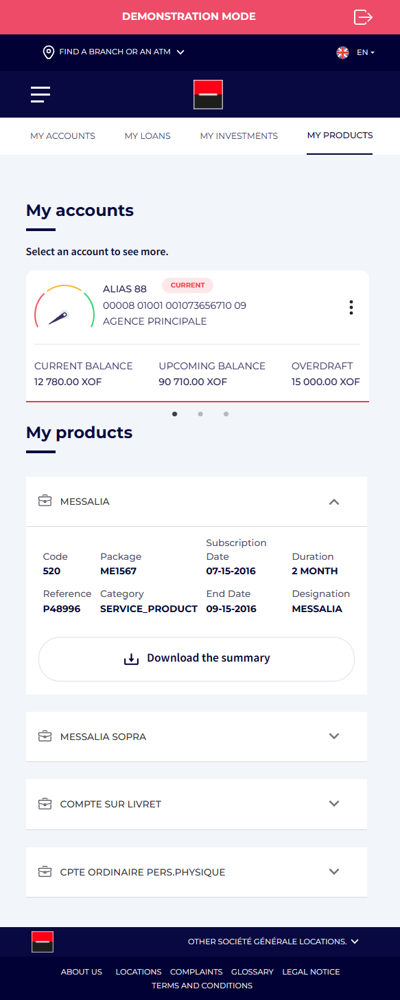 DEMONSTRATION MODE
FIND A BRANCH OR AN ATM
EN
MY ACCOUNTS
MY LOANS
MY INVESTMENTS
MY PRODUCTS
My accounts
Select an account to see more.
ALIAS 88
CURRENT
00008 01001 001073656710 09
AGENCE PRINCIPALE
CURRENT BALANCE
12 780.00 XOF
UPCOMING BALANCE
90 710.00 XOF
OVERDRAFT
15 000.00 XOF
My products
MESSALIA
Code
520
Package
ME1567
Subscription
Date
07-15-2016
Duration
2 MONTH
Reference
P48996
Category
SERVICE_PRODUCT
End Date
09-15-2016
Designation
MESSALIA
Download the summary
MESSALIA SOPRA
COMPTE SUR LIVRET
CPTE ORDINAIRE PERS.PHYSIQUE
OTHER SOCIÉTÉ GÉNÉRALE LOCATIONS.
ABOUT US
LOCATIONS
COMPLAINTS
GLOSSARY
LEGAL NOTICE
TERMS AND CONDITIONS